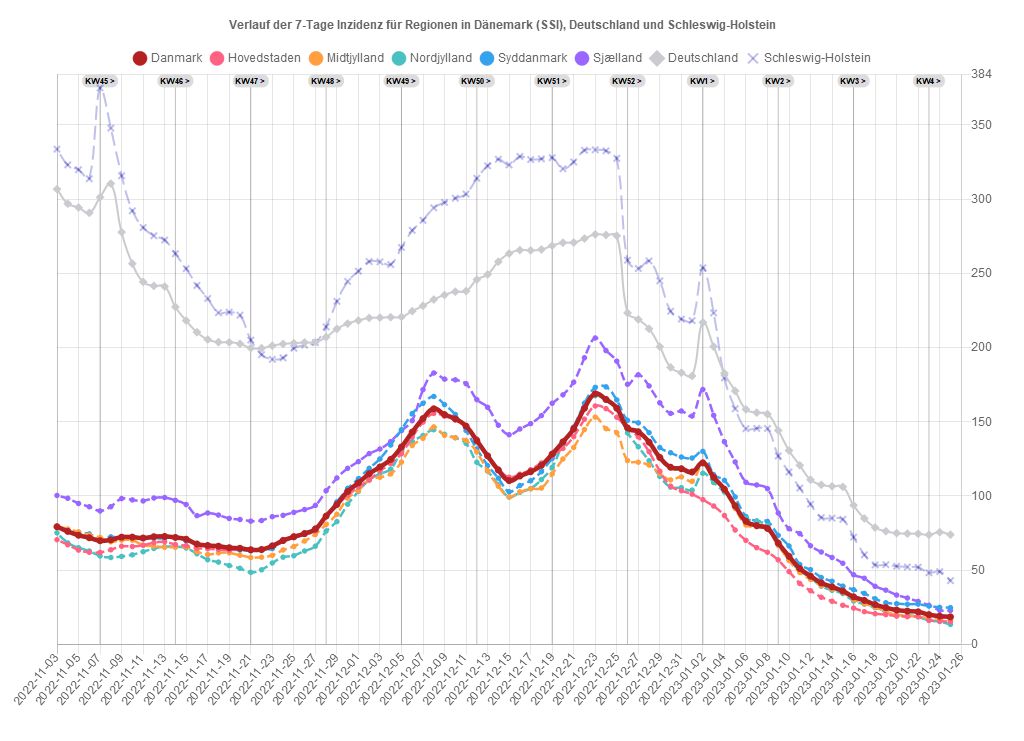 Verlauf der 7-Tage Inzidenz für Regionen in Dänemark (SSI), Deutschland und Schleswig-Holstein
Danmark Hovedstaden Midtjylland Nordjylland Syddanmark Sjælland Deutschland Schleswig-Holstein
KW45 > KW46 > KW47 > KW48 > KW49 > KW50 > KW51 > KW52 > KW1 > KW2 > KW3 > KW4 >
384
350
300
250
200
150
100
50
0
2022-11-03 2022-11-05 2022-11-07 2022-11-09 2022-11-11 2022-11-13 2022-11-15 2022-11-17 2022-11-19 2022-11-21 2022-11-23 2022-11-25 2022-11-27 2022-11-29 2022-12-01 2022-12-03 2022-12-05 2022-12-07 2022-12-09 2022-12-11 2022-12-13 2022-12-15 2022-12-17 2022-12-19 2022-12-21 2022-12-23 2022-12-25 2022-12-27 2022-12-29 2022-12-31 2023-01-02 2023-01-04 2023-01-06 2023-01-08 2023-01-10 2023-01-12 2023-01-14 2023-01-16 2023-01-18 2023-01-20 2023-01-22 2023-01-24 2023-01-26